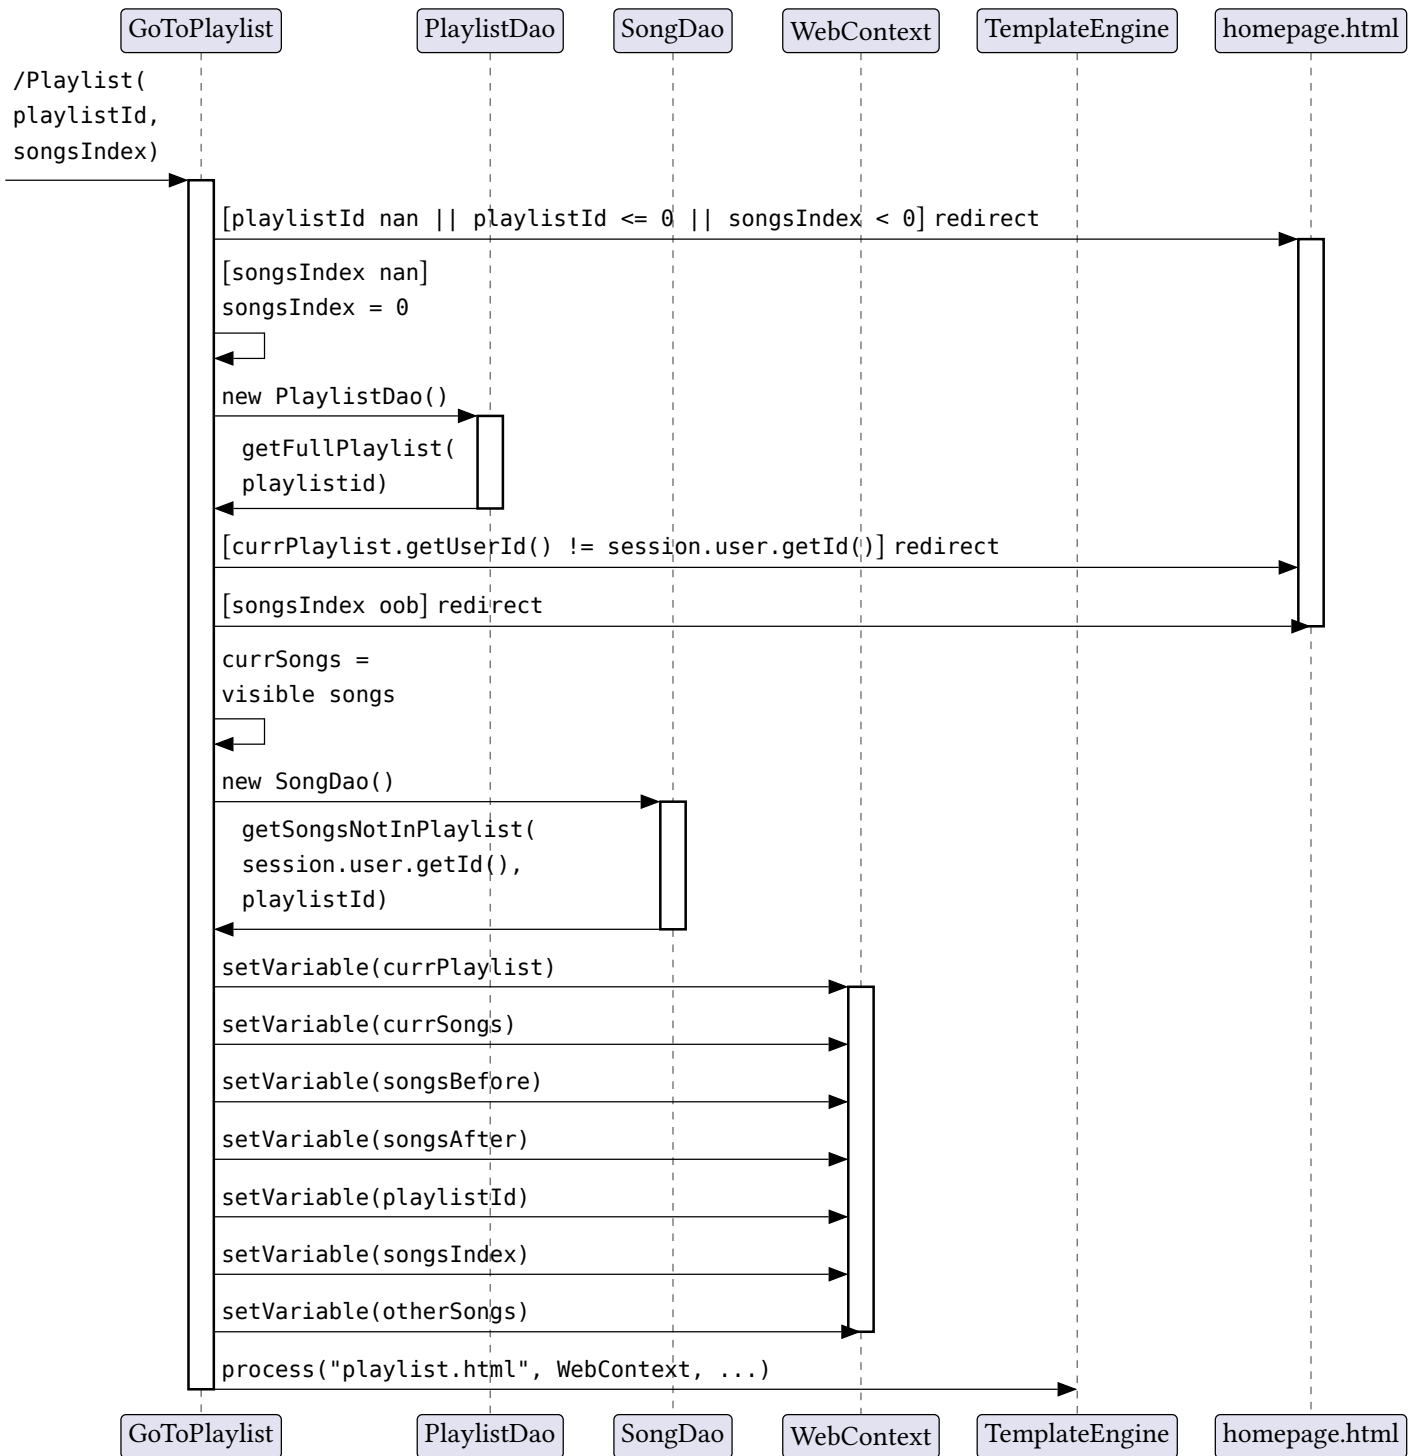 GoToPlaylist PlaylistDao SongDao WebContext TemplateEngine homepage.html
/Playlist(
playlistId,
songsIndex)
[playlistId nan || playlistId <= 0 || songsIndex < 0] redirect
[songsIndex nan]
songsIndex = 0
new PlaylistDao()
getFullPlaylist(
playlistid)
[currPlaylist.getUserId() != session.user.getId()] redirect
[songsIndex oob] redirect
currSongs =
visible songs
new SongDao()
getSongsNotInPlaylist(
session.user.getId(),
playlistId)
setVariable(currPlaylist)
setVariable(currSongs)
setVariable(songsBefore)
setVariable(songsAfter)
setVariable(playlistId)
setVariable(songsIndex)
setVariable(otherSongs)
process("playlist.html", WebContext, ...)
GoToPlaylist PlaylistDao SongDao WebContext TemplateEngine homepage.html